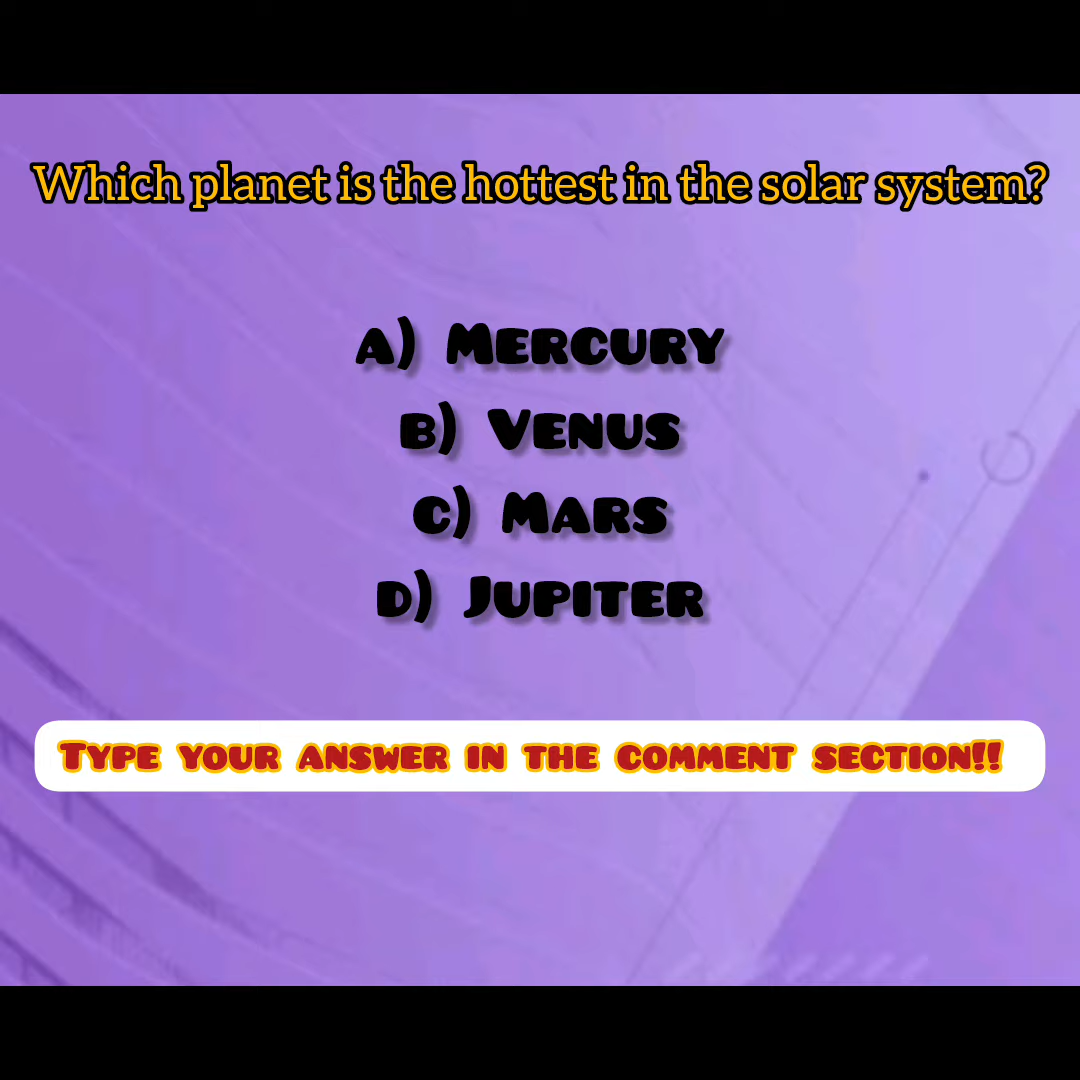 Which planet is the hottest in the solar system?
A) Mercury
B) Venus
C) Mars
D) Jupiter
Type your answer in the comment section!!